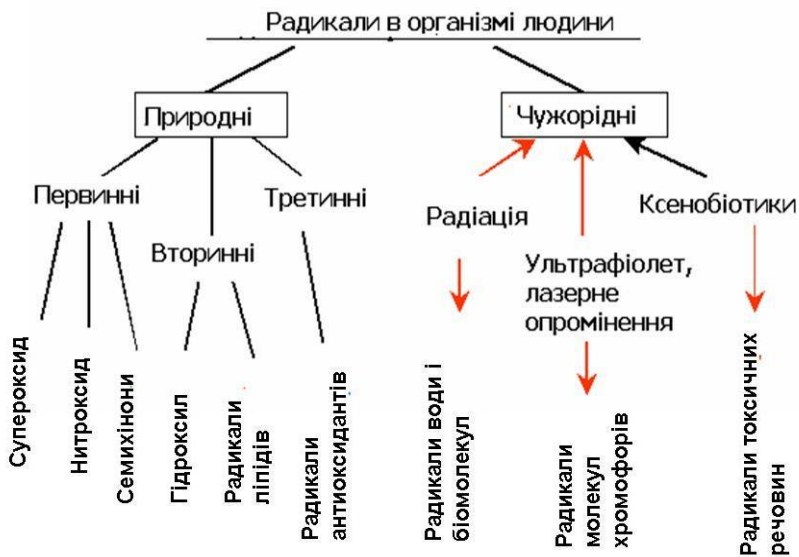 Радикали в організмі людини
Природні
Чужорідні
Первинні
Третинні
Вторинні
Радіація
Ксенобіотики
Ультрафіолет,
лазерне
опромінення
Супероксид
Нитроксид
Семихінони
Гідроксил
Радикали
ліпідів
Радикали
антиоксидантів
Радикали води і
біомолекул
Радикали
молекул
хромофорів
Радикали токсичних
речовин